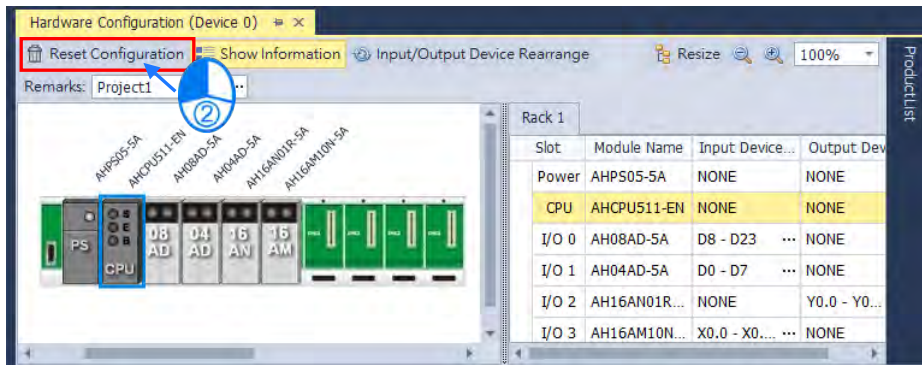 Hardware Configuration (Device 0)
Reset Configuration Show Information Input/Output Device Rearrange Resize 100%
Remarks: Project1 ...
②
ProductList
AHPS05-5A AHCPU511-EN AH08AD-5A AH04AD-5A AH16AN01R-5A AH16AM10N-5A
PS CPU 08 AD 04 AD 16 AN 16 AM
Rack 1
Slot Module Name Input Device... Output Dev
Power AHPS05-5A NONE NONE
CPU AHCPU511-EN NONE NONE
I/O 0 AH08AD-5A D8 - D23 ... NONE
I/O 1 AH04AD-5A D0 - D7 ... NONE
I/O 2 AH16AN01R... NONE Y0.0 - Y0...
I/O 3 AH16AM10N... X0.0 - X0.... ... NONE